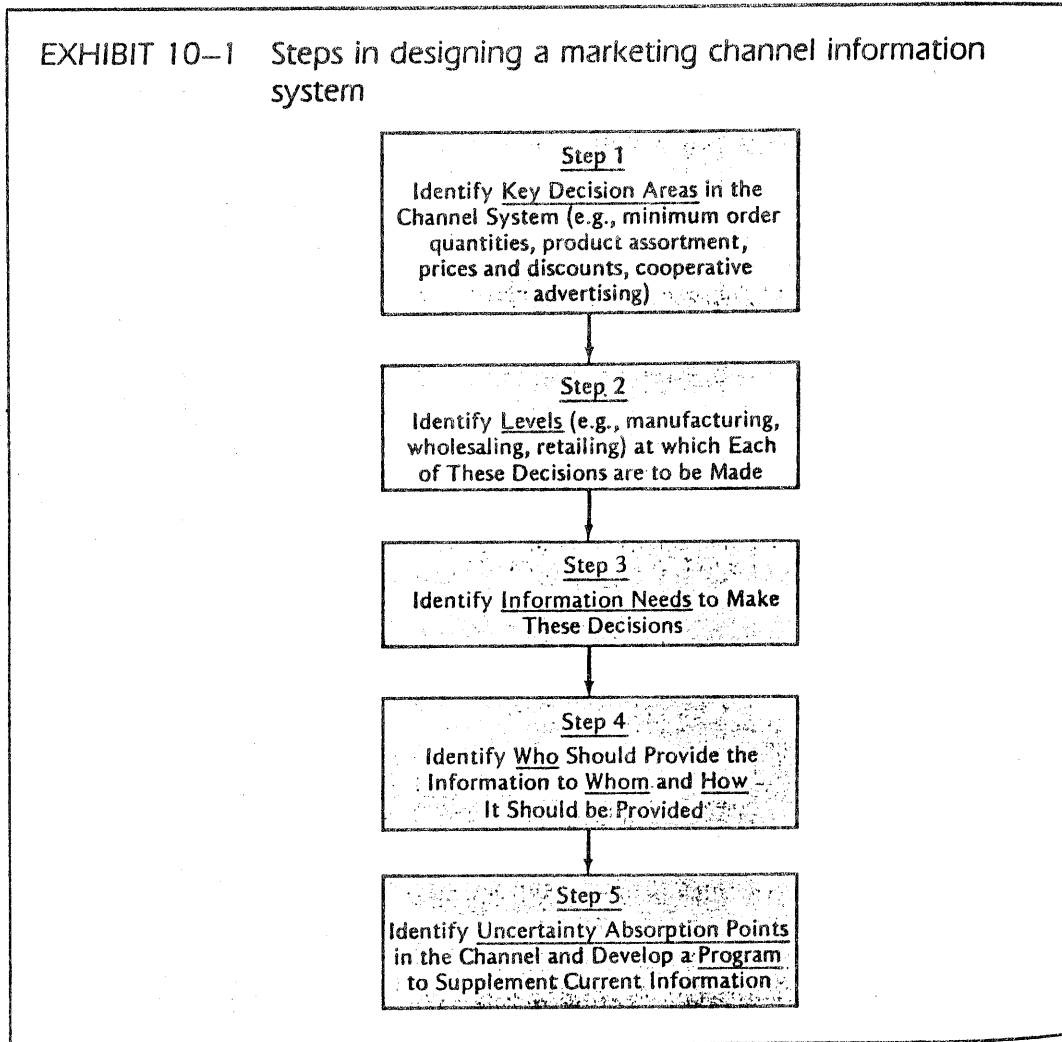 EXHIBIT 10–1 Steps in designing a marketing channel information
system
Step 1
Identify Key Decision Areas in the
Channel System (e.g., minimum order
quantities, product assortment,
prices and discounts, cooperative
advertising)
Step 2
Identify Levels (e.g., manufacturing,
wholesaling, retailing) at which Each
of These Decisions are to be Made
Step 3
Identify Information Needs to Make
These Decisions
Step 4
Identify Who Should Provide the
Information to Whom and How
It Should be Provided
Step 5
Identify Uncertainty Absorption Points
in the Channel and Develop a Program
to Supplement Current Information